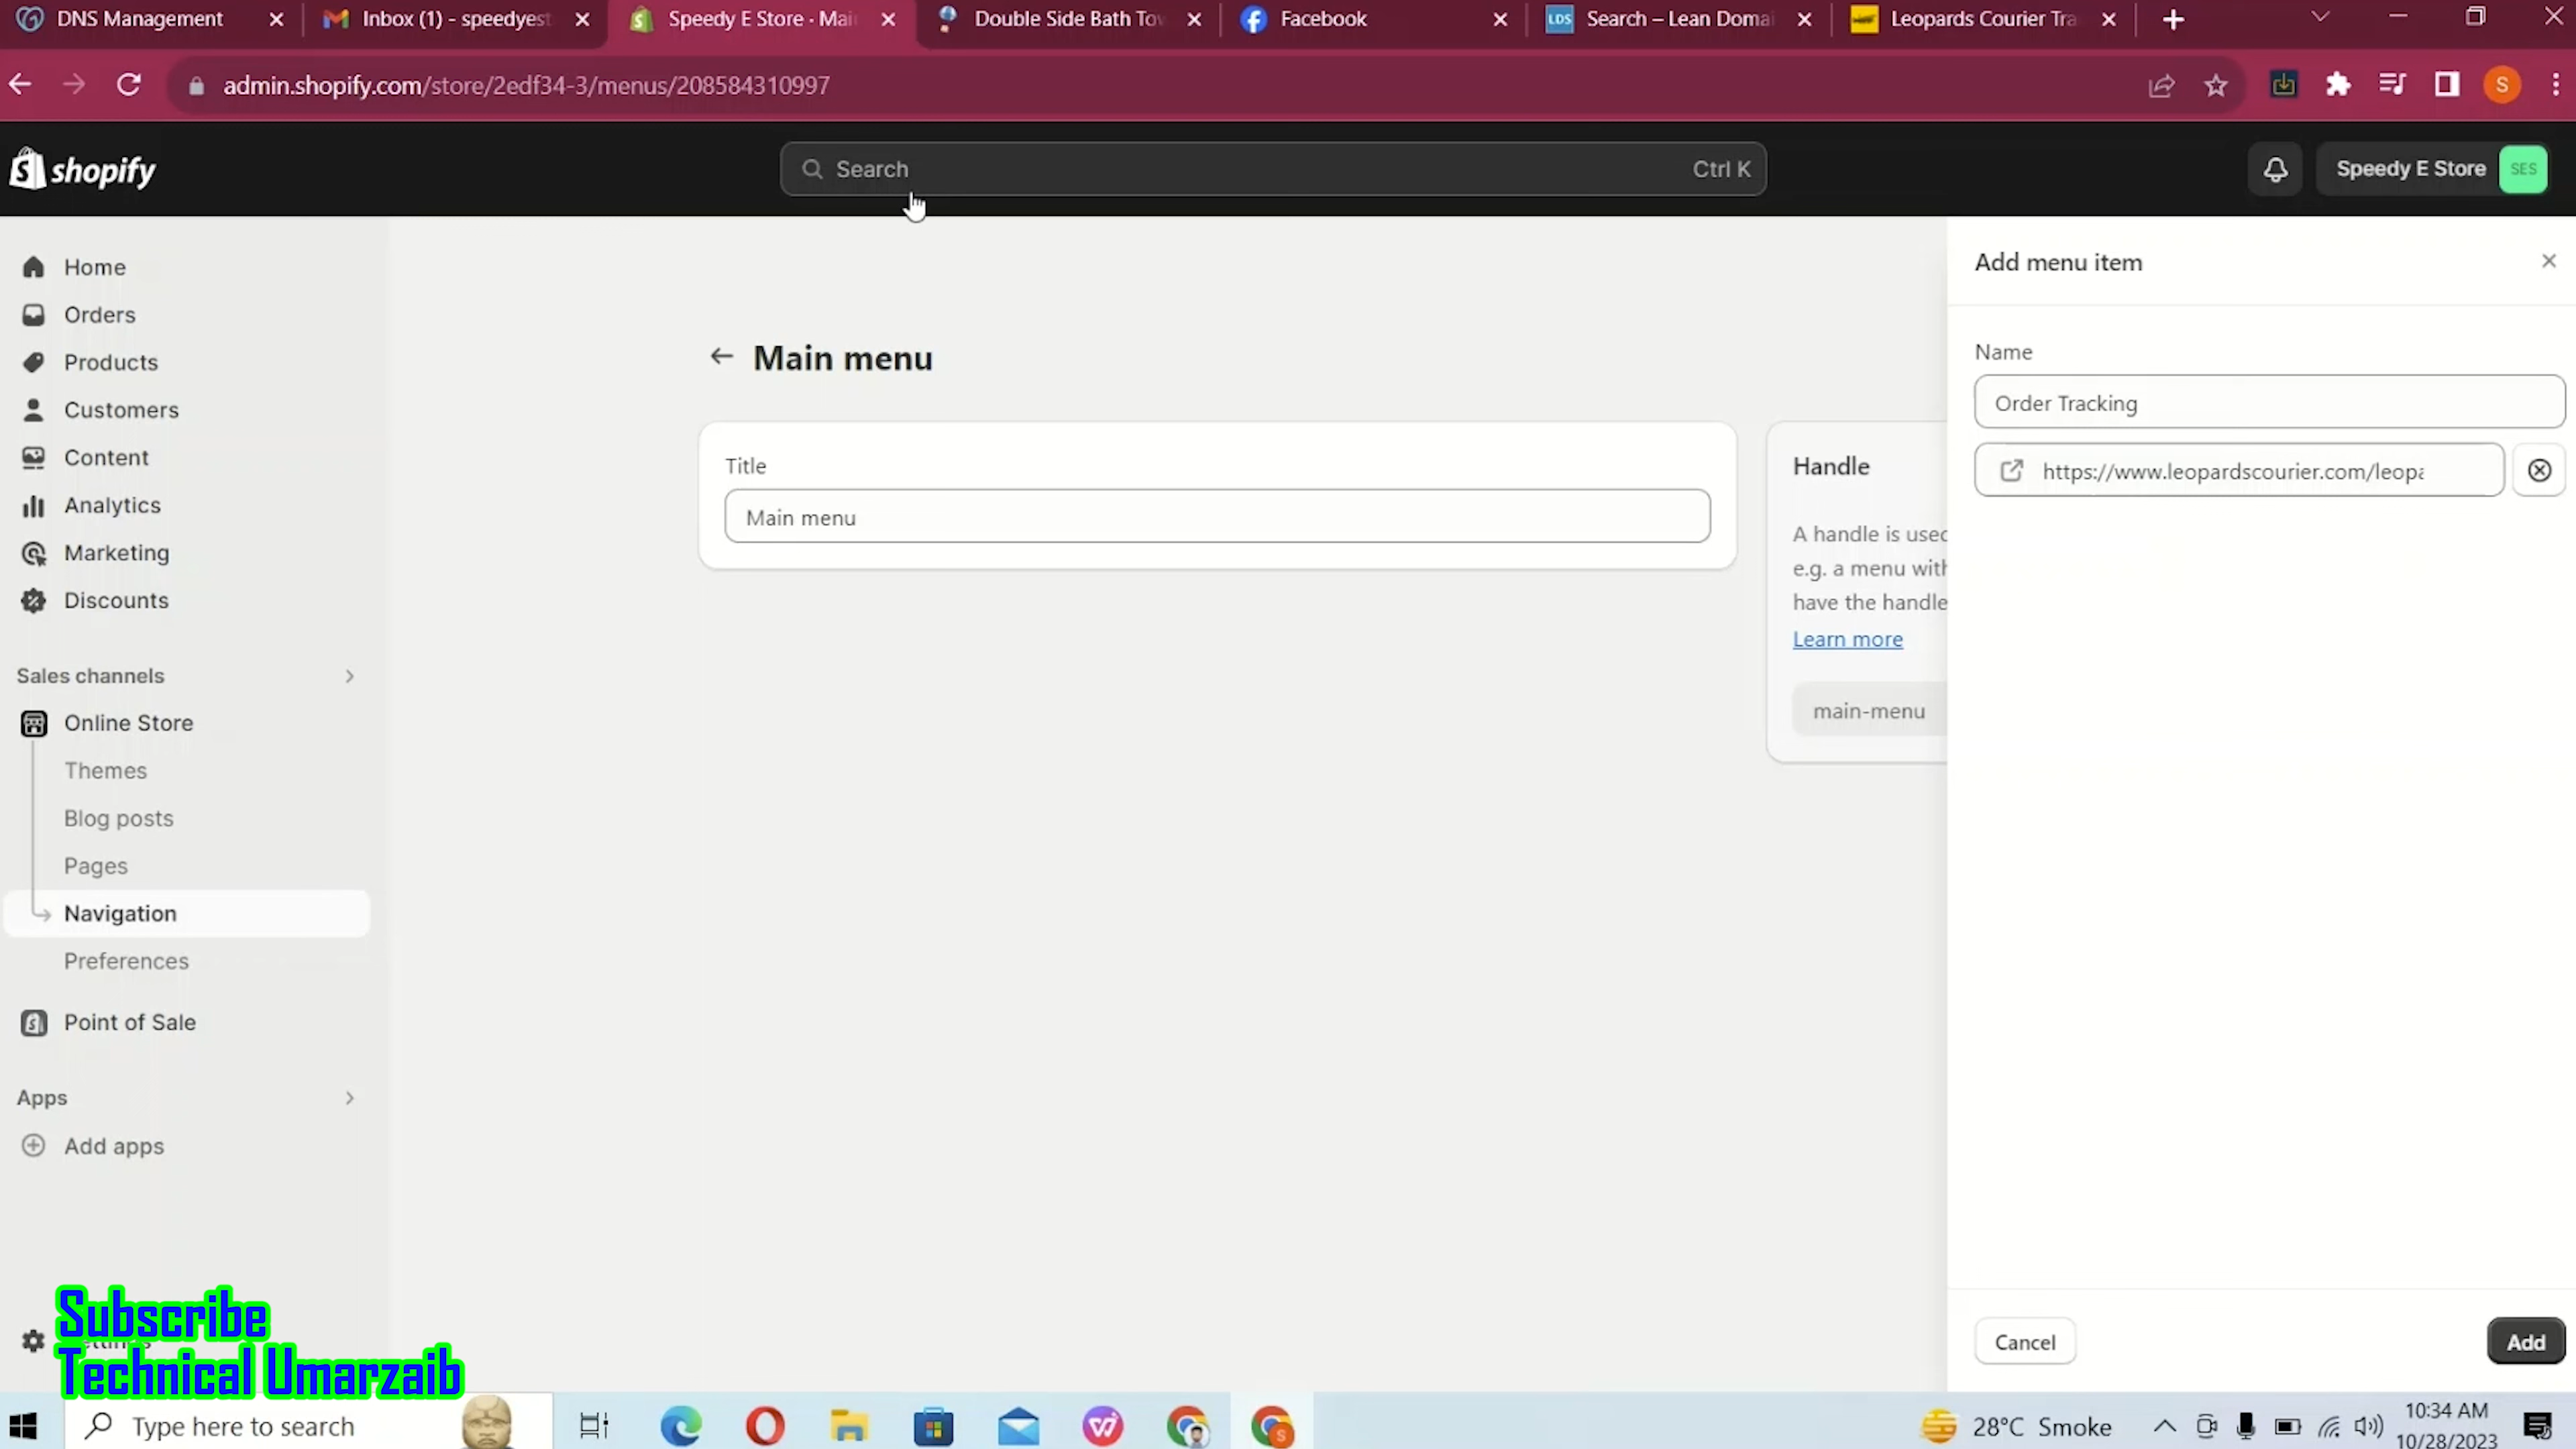 DNS Management
Inbox (1) - speedyest
Speedy E Store · Mai
Double Side Bath Tov
Facebook
LDS
Search – Lean Domai
Leopards Courier Tra
admin.shopify.com/store/2edf34-3/menus/208584310997
S
shopify
Search
Ctrl K
Speedy E Store
SES
Home
Orders
Products
Customers
Content
Analytics
Marketing
Discounts
Sales channels
Online Store
Themes
Blog posts
Pages
Navigation
Preferences
Point of Sale
Apps
Add apps
Main menu
Title
Main menu
Handle
A handle is used
e.g. a menu with
have the handle
Learn more
main-menu
Add menu item
Name
Order Tracking
https://www.leopardscourier.com/leopa
Cancel
Add
Subscribe
Technical Umarzaib
Type here to search
28°C Smoke
10:34 AM
10/28/2023